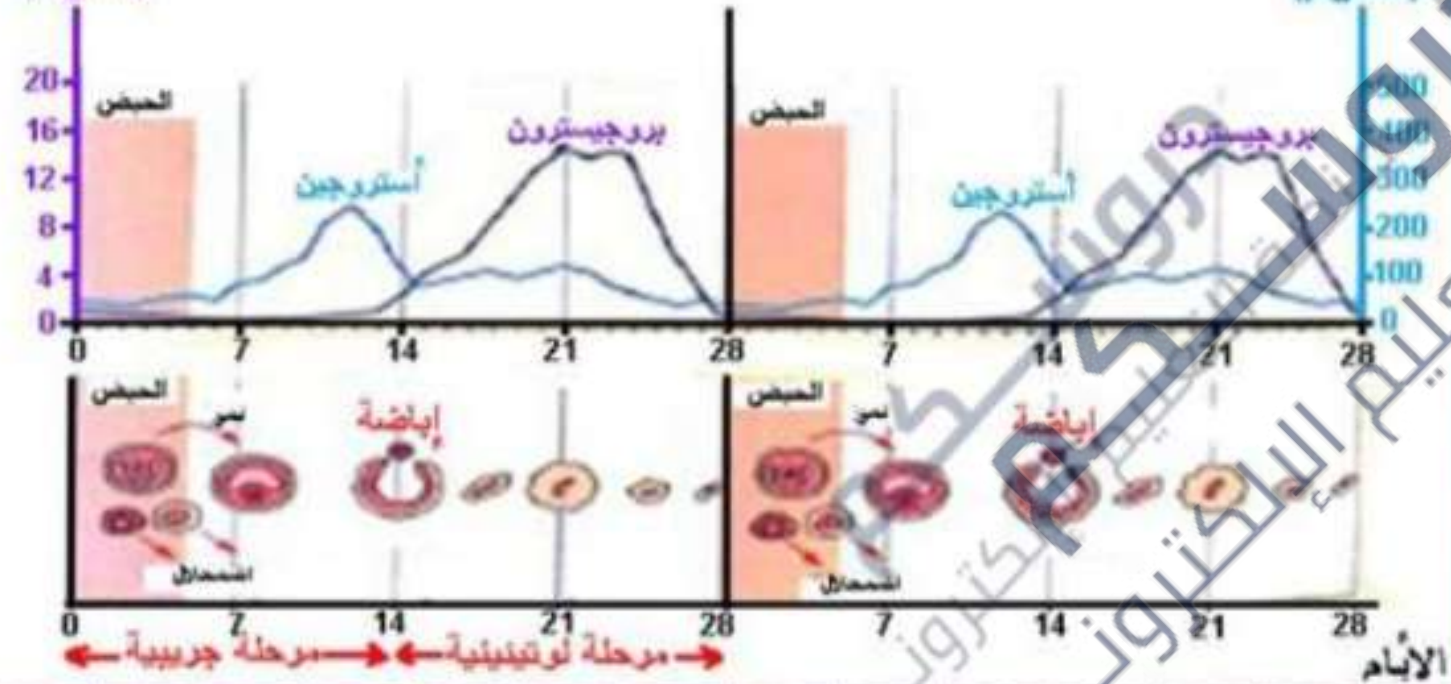 20
16
12
8
4
0
الحيض
أستروجين
بروجيسترون
الحيض
أستروجين
بروجيسترون
500
400
300
200
100
0
0 7 14 21 28 7 14 21 28
الحيض
نمو
إباضة
اضمحلال
الحيض
نمو
إباضة
اضمحلال
0 7 14 21 28 7 14 21 28
مرحلة جريبية
مرحلة لوتينينية
الأيام